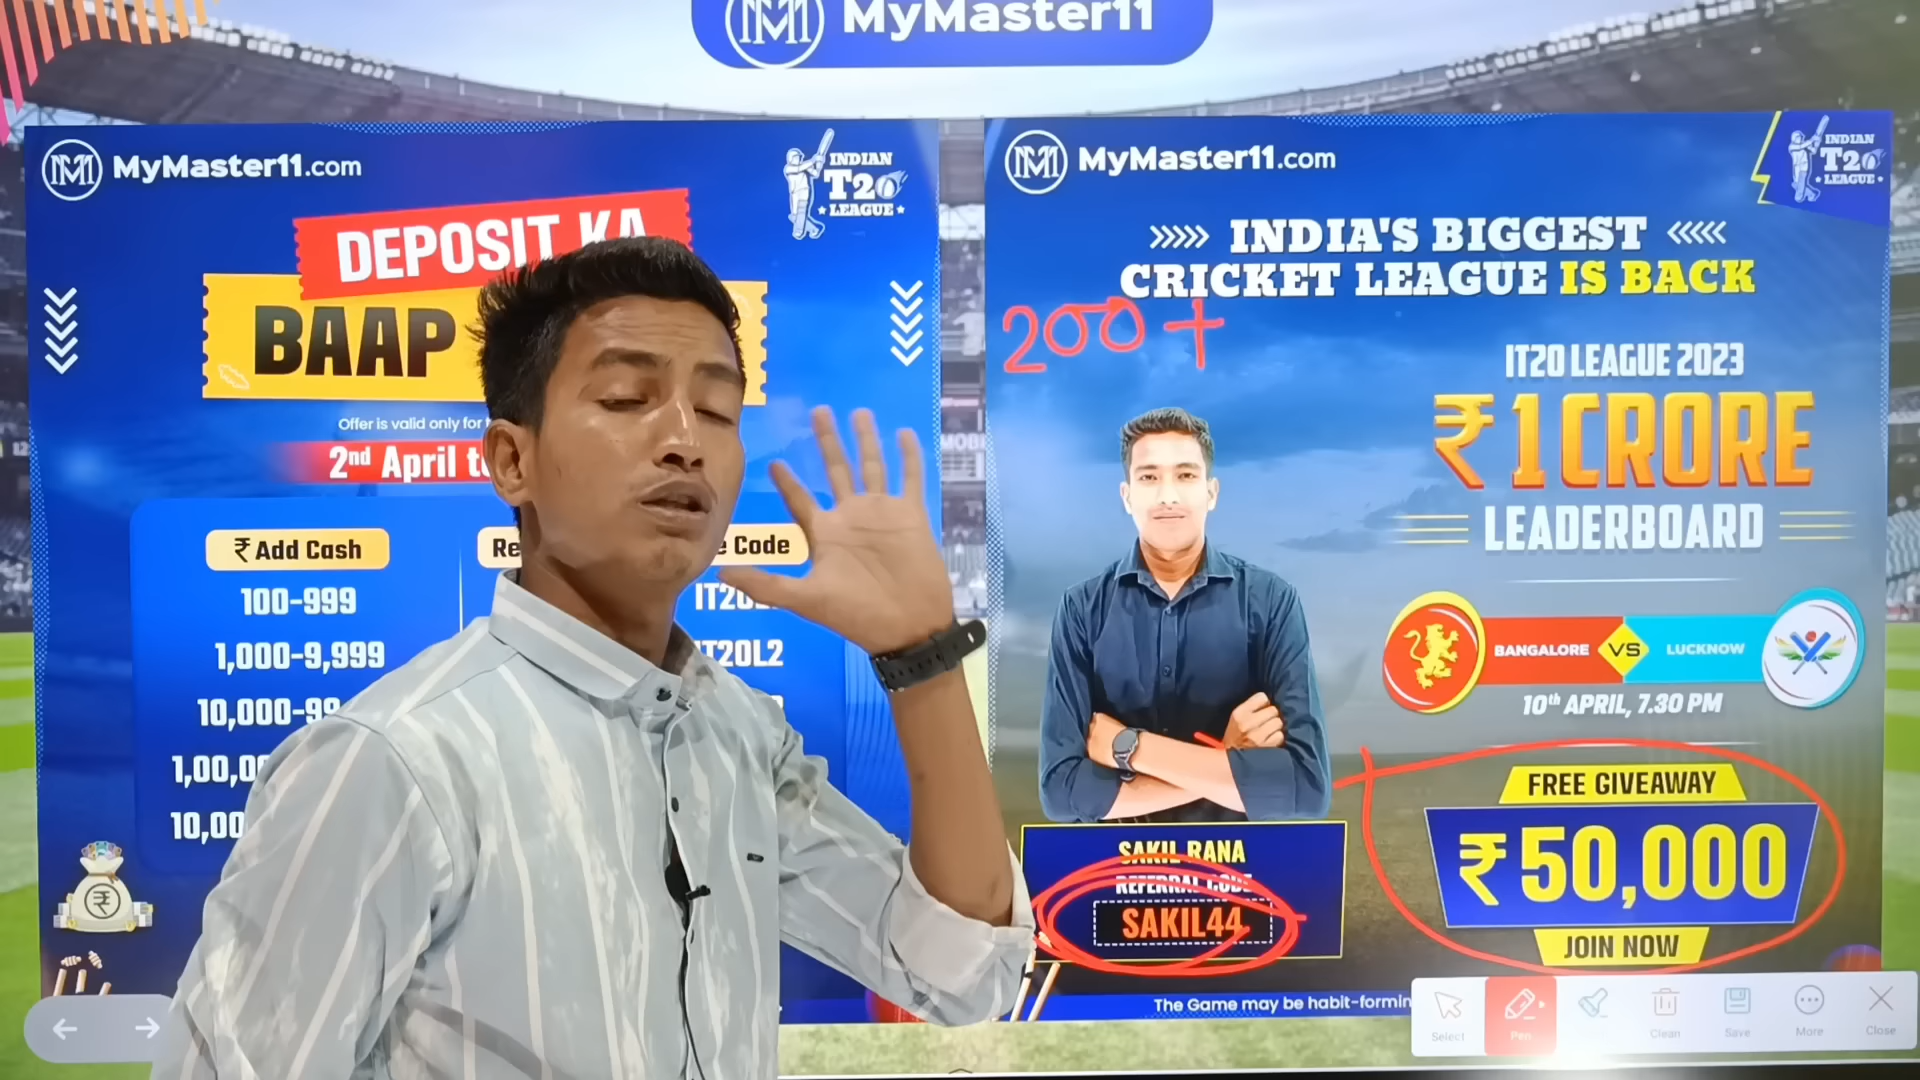 MyMaster11
MyMaster11.com
INDIAN
T20
LEAGUE
DEPOSIT KA
BAAP
Offer is valid only for
2nd April
₹ Add Cash
Code
100-999
1,000-9,999
IT20L2
10,000-99
1,00,00
10,00
MyMaster11.com
INDIAN
T20
LEAGUE
INDIA'S BIGGEST
CRICKET LEAGUE IS BACK
200+
IT20 LEAGUE 2023
₹1 CRORE
LEADERBOARD
BANGALORE VS LUCKNOW
10th APRIL, 7.30 PM
FREE GIVEAWAY
₹50,000
JOIN NOW
SAKIL RANA
REFERRAL CODE
SAKIL44
The Game may be habit-formin
Select
Pen
Clean
Save
More
Close